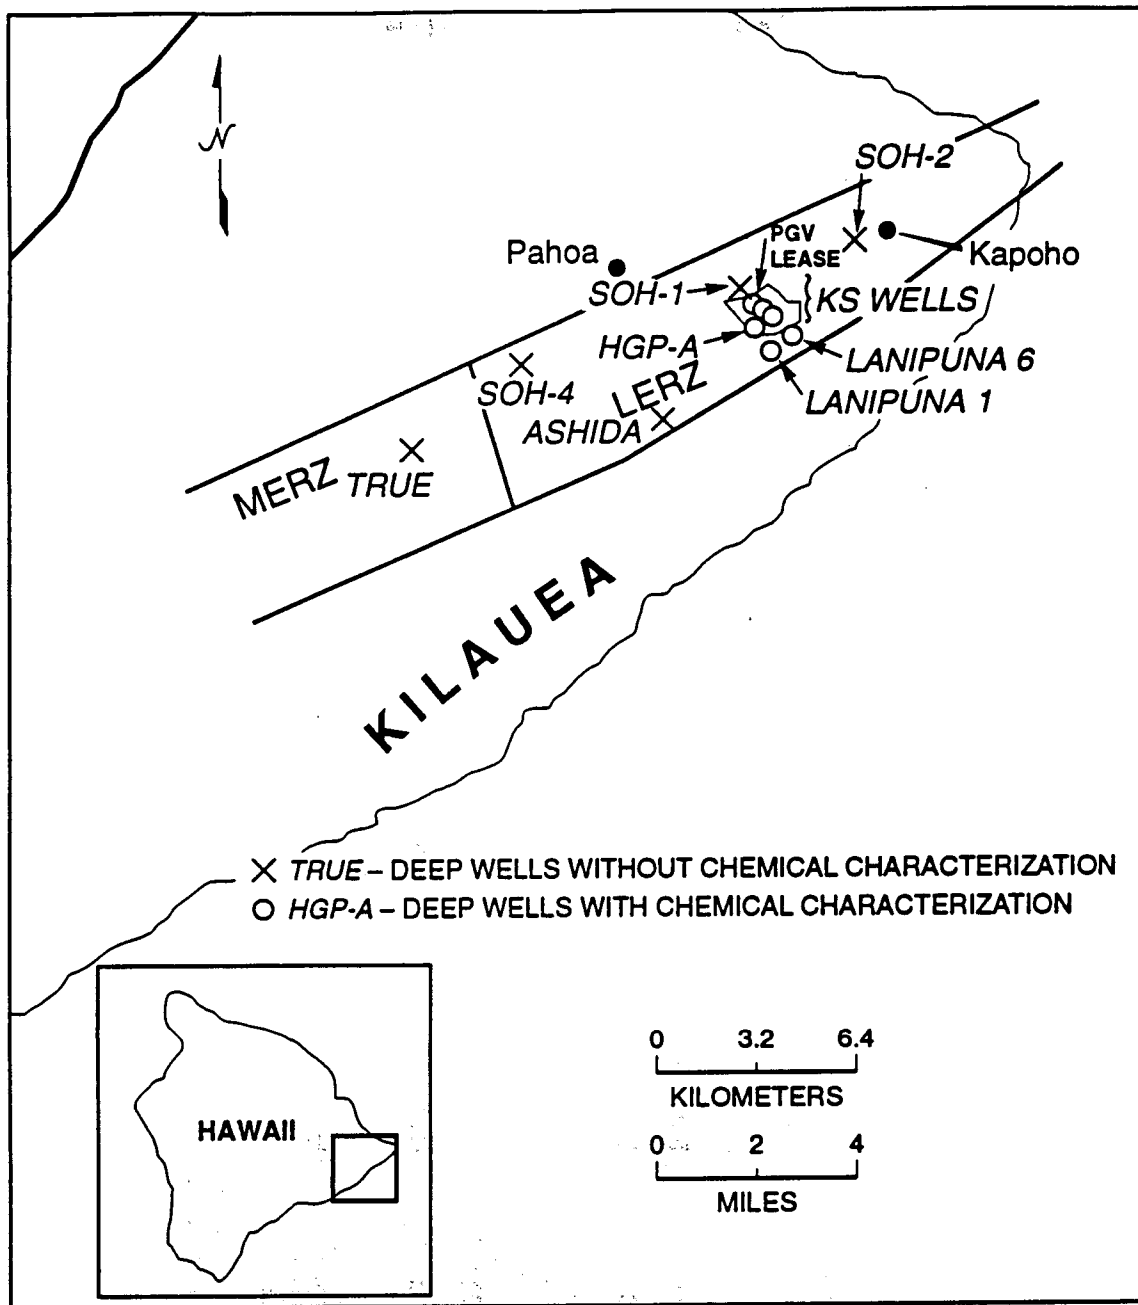 N
SOH-2
PGV
LEASE
Pahoa
Kapoho
SOH-1
KS WELLS
HGP-A
LANIPUNA 6
SOH-4
LERZ
LANIPUNA 1
ASHIDA
MERZ
TRUE
KILAUEA
X TRUE – DEEP WELLS WITHOUT CHEMICAL CHARACTERIZATION
O HGP-A – DEEP WELLS WITH CHEMICAL CHARACTERIZATION
HAWAII
0 3.2 6.4
KILOMETERS
0 2 4
MILES